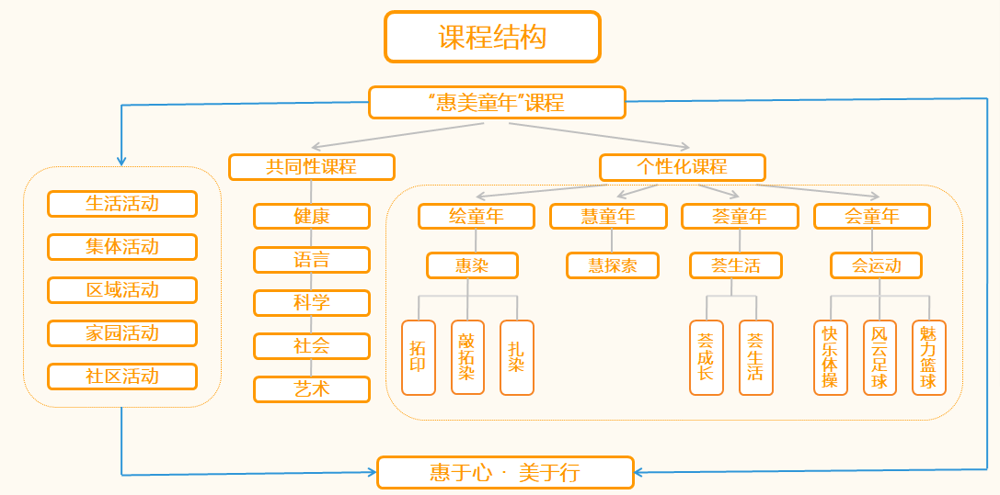 课程结构
“惠美童年”课程
共同性课程
个性化课程
生活活动
集体活动
区域活动
家园活动
社区活动
健康
语言
科学
社会
艺术
绘童年
慧童年
荟童年
会童年
惠染
慧探索
荟生活
会运动
拓印
敲拓染
扎染
荟成长
荟生活
快乐体操
风云足球
魅力篮球
惠于心 · 美于行